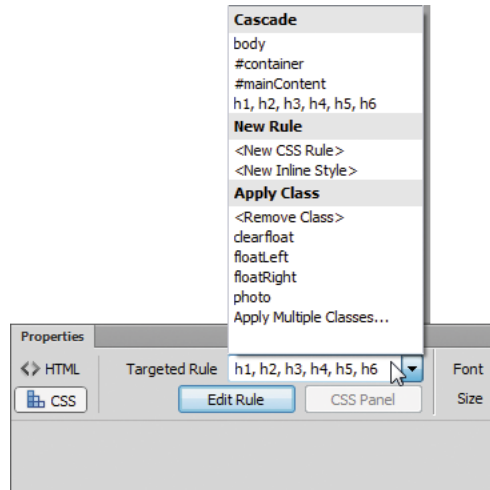 Cascade
body
#container
#mainContent
h1, h2, h3, h4, h5, h6
New Rule
<New CSS Rule>
<New Inline Style>
Apply Class
<Remove Class>
clearfloat
floatLeft
floatRight
photo
Apply Multiple Classes...
Properties
<> HTML Targeted Rule h1, h2, h3, h4, h5, h6 Font
CSS Edit Rule CSS Panel Size